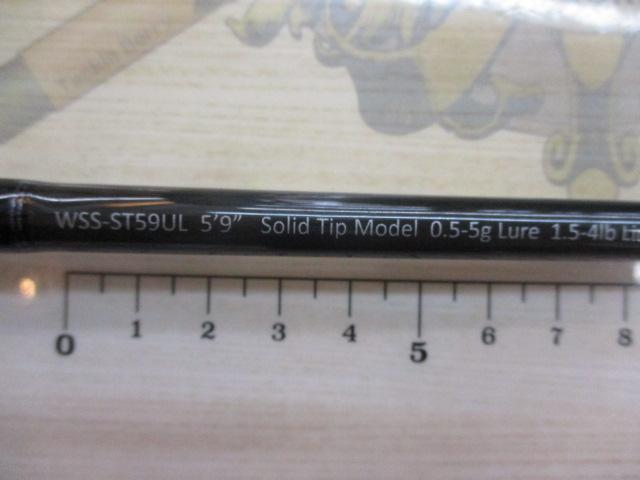 WSS-ST59UL 5'9” Solid Tip Model 0.5-5g Lure 1.5-4lb
0 1 2 3 4 5 6 7 8